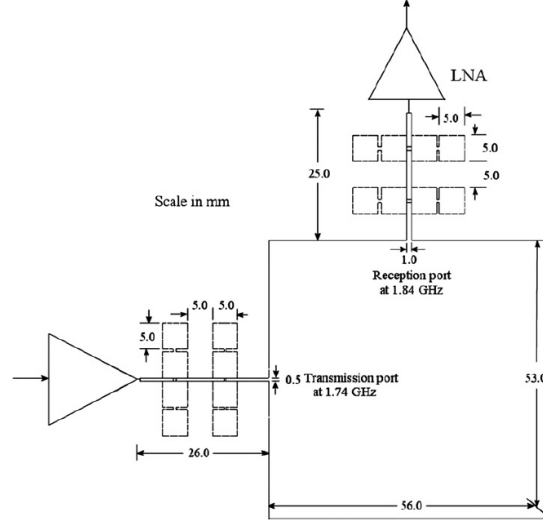 LNA
5.0
5.0
5.0
25.0
Scale in mm
1.0
Reception port
at 1.84 GHz
5.0 5.0
5.0
0.5 Transmission port
at 1.74 GHz
53.0
26.0
56.0